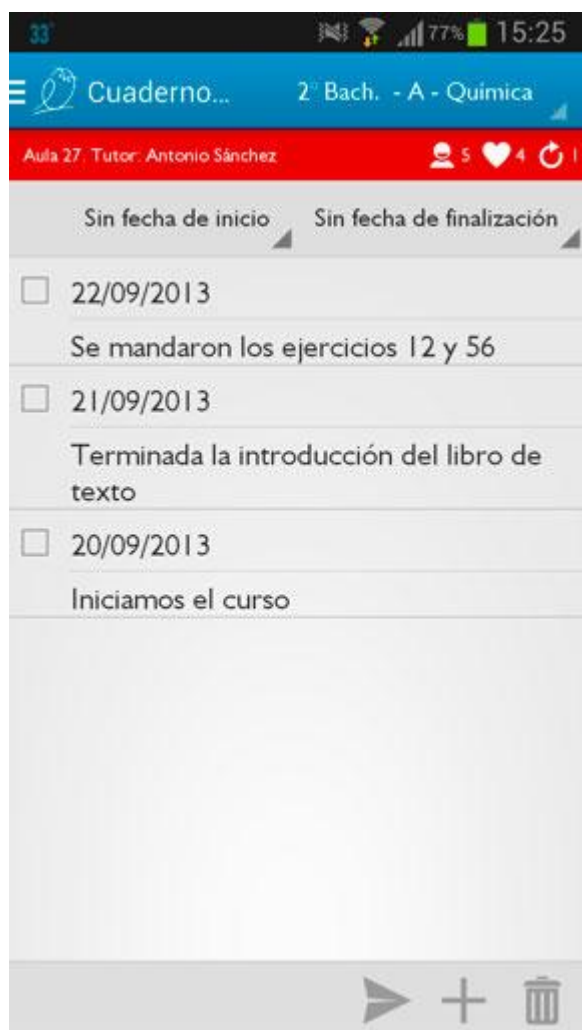 33°
77% 15:25
Cuaderno... 2º Bach. - A - Química
Aula 27. Tutor: Antonio Sánchez 5 4 1
Sin fecha de inicio Sin fecha de finalización
22/09/2013
Se mandaron los ejercicios 12 y 56
21/09/2013
Terminada la introducción del libro de
texto
20/09/2013
Iniciamos el curso